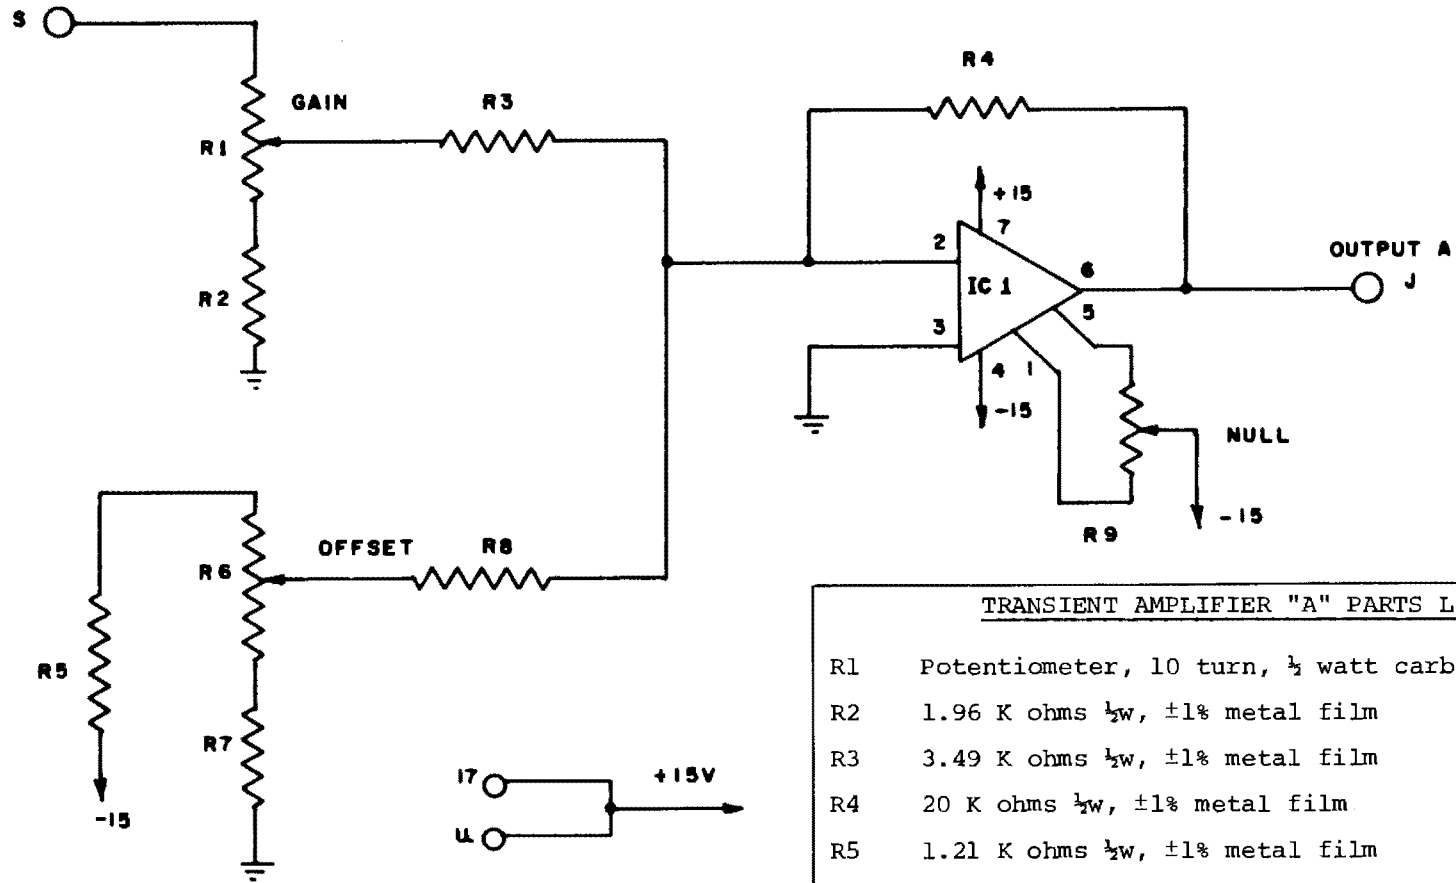 S
GAIN
R3
R4
R1
R2
+15
7
2
IC 1
6
OUTPUT A
J
3
5
4
1
-15
NULL
-15
R9
OFFSET
R8
R6
R5
R7
-15
17
+15V
u
TRANSIENT AMPLIFIER "A" PARTS L
R1 Potentiometer, 10 turn, ½ watt carb
R2 1.96 K ohms ½w, ±1% metal film
R3 3.49 K ohms ½w, ±1% metal film
R4 20 K ohms ½w, ±1% metal film
R5 1.21 K ohms ½w, ±1% metal film